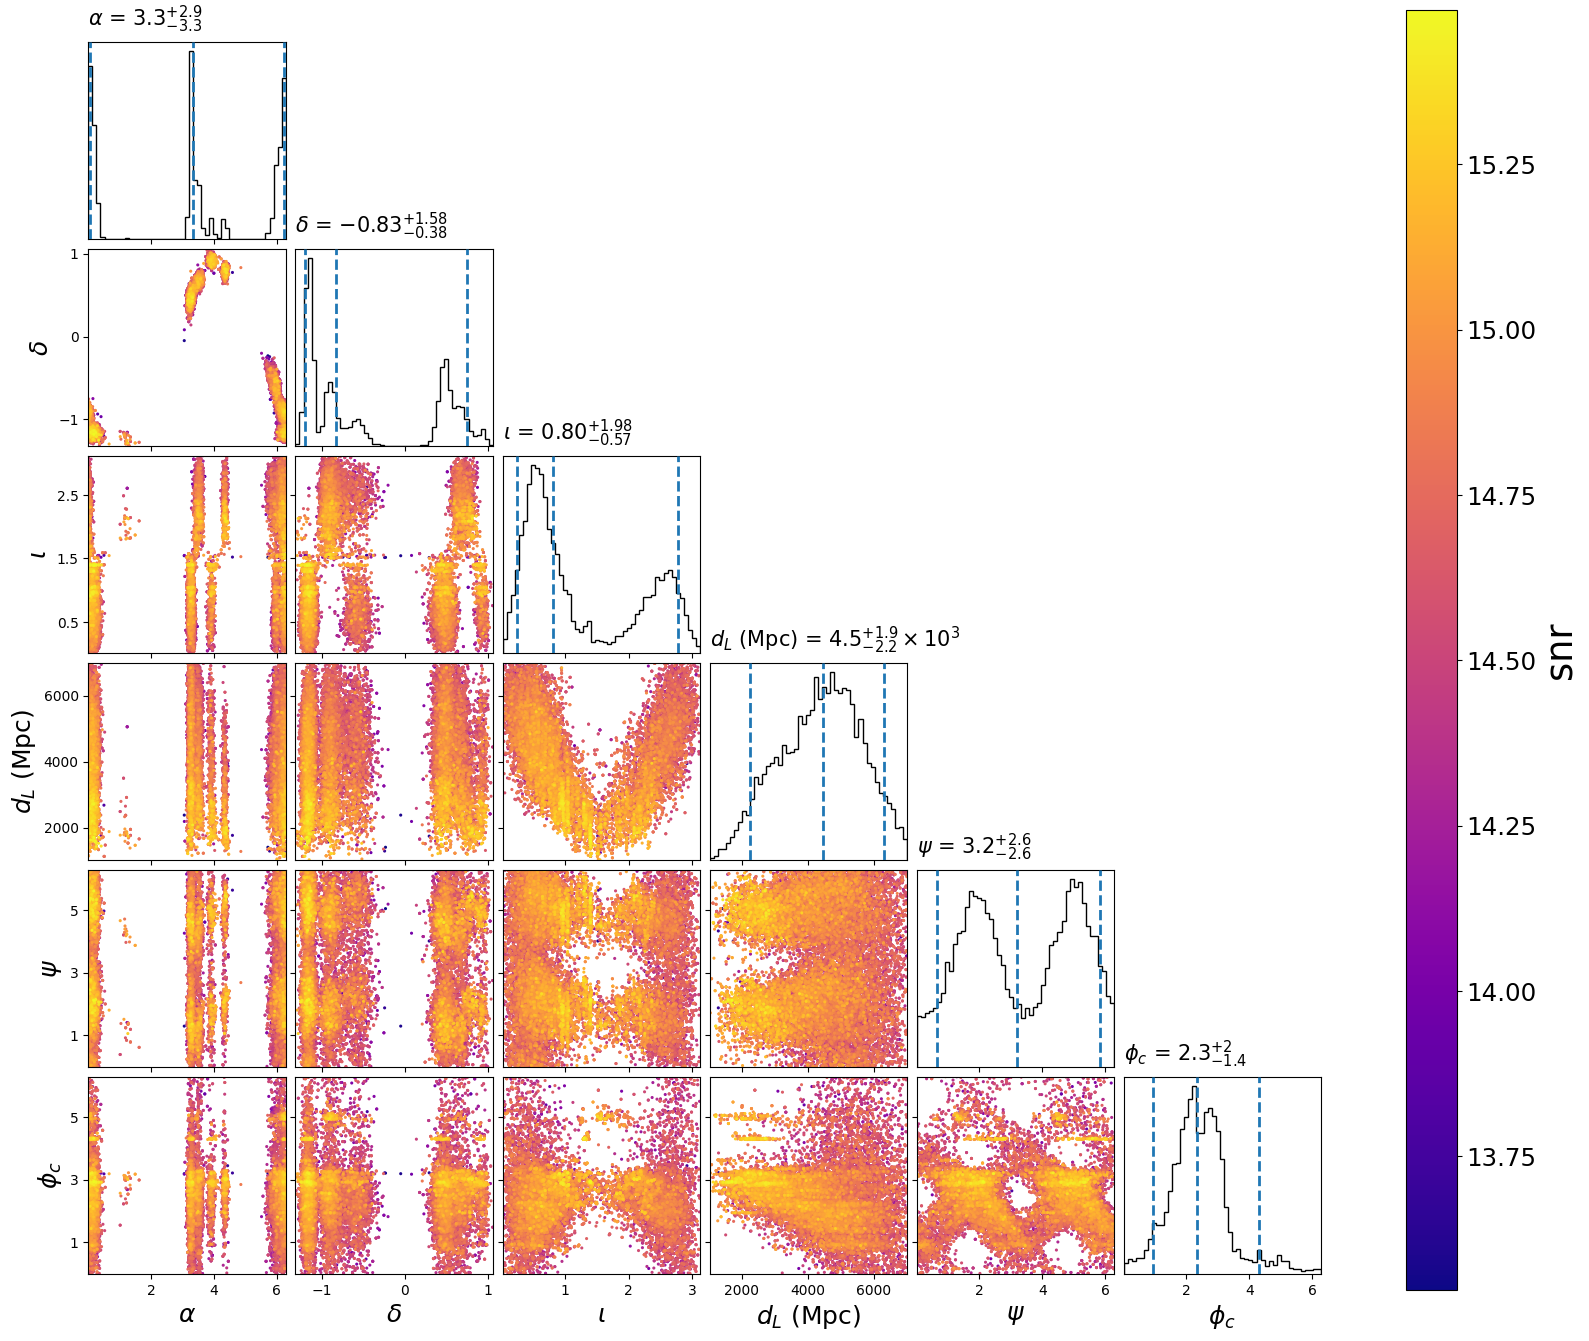 α = 3.3^{+2.9}_{−3.3}
δ = −0.83^{+1.58}_{−0.38}
ι = 0.80^{+1.98}_{−0.57}
d_L (Mpc) = 4.5^{+1.9}_{−2.2} × 10^3
ψ = 3.2^{+2.6}_{−2.6}
ϕ_c = 2.3^{+2}_{−1.4}
1
0
−1
δ
2.5
1.5
0.5
ι
6000
4000
2000
d_L (Mpc)
5
3
1
ψ
5
3
1
ϕ_c
2 4 6
−1 0 1
1 2 3
2000 4000 6000
2 4 6
2 4 6
α
δ
ι
d_L (Mpc)
ψ
ϕ_c
15.25
15.00
14.75
14.50
14.25
14.00
13.75
snr